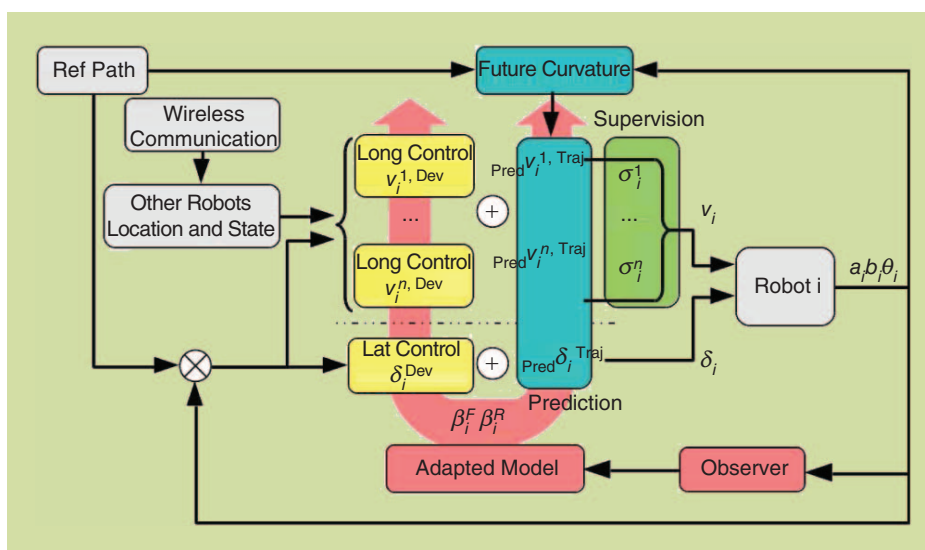 Ref Path
Future Curvature
Wireless
Communication
Supervision
Long Control
v_i^{1, Dev}
Pred v_i^{1, Traj}
σ_i^1
Other Robots
Location and State
...
+
...
v_i
Long Control
v_i^{n, Dev}
Pred v_i^{n, Traj}
σ_i^n
Robot i
a_i b_i θ_i
Lat Control
δ_i^{Dev}
+
Pred δ_i^{Traj}
δ_i
Prediction
β_i^F β_i^R
Adapted Model
Observer